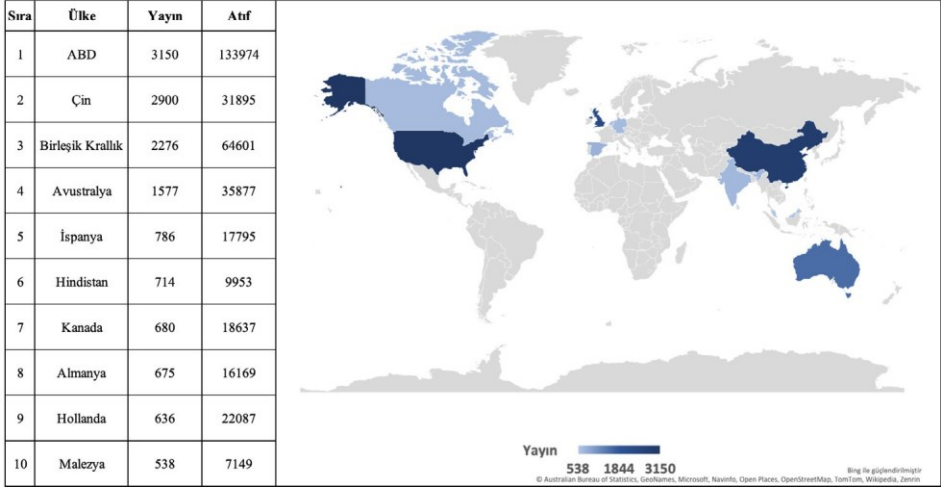 Sıra Ülke Yayın Atıf
1 ABD 3150 133974
2 Çin 2900 31895
3 Birleşik Krallık 2276 64601
4 Avustralya 1577 35877
5 İspanya 786 17795
6 Hindistan 714 9953
7 Kanada 680 18637
8 Almanya 675 16169
9 Hollanda 636 22087
10 Malezya 538 7149
Yayın
538 1844 3150
Bing ile güçlendirilmiştir
© Australian Bureau of Statistics, GeoNames, Microsoft, Navinfo, Open Places, OpenStreetMap, TomTom, Wikipedia, Zenrin